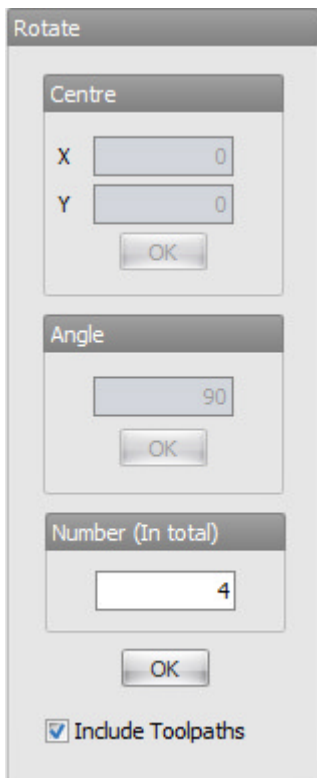 Rotate
Centre
X 0
Y 0
OK
Angle
90
OK
Number (In total)
4
OK
Include Toolpaths